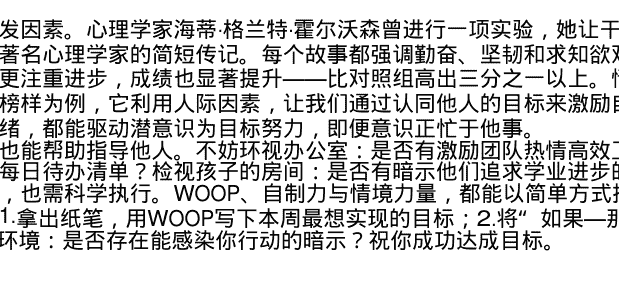 发因素。心理学家海蒂·格兰特·霍尔沃森曾进行一项实验，她让干
著名心理学家的简短传记。每个故事都强调勤奋、坚韧和求知欲对
更注重进步，成绩也显著提升——比对照组高出三分之一以上。情
榜样为例，它利用人际因素，让我们通过认同他人的目标来激励自
绪，都能驱动潜意识为目标努力，即便意识正忙于他事。
也能帮助指导他人。不妨环视办公室：是否有激励团队热情高效工
每日待办清单？检视孩子的房间：是否有暗示他们追求学业进步的
，也需科学执行。WOOP、自制力与情境力量，都能以简单方式
1.拿出纸笔，用WOOP写下本周最想实现的目标；2.将“如果—那
环境：是否存在能感染你行动的暗示？祝你成功达成目标。